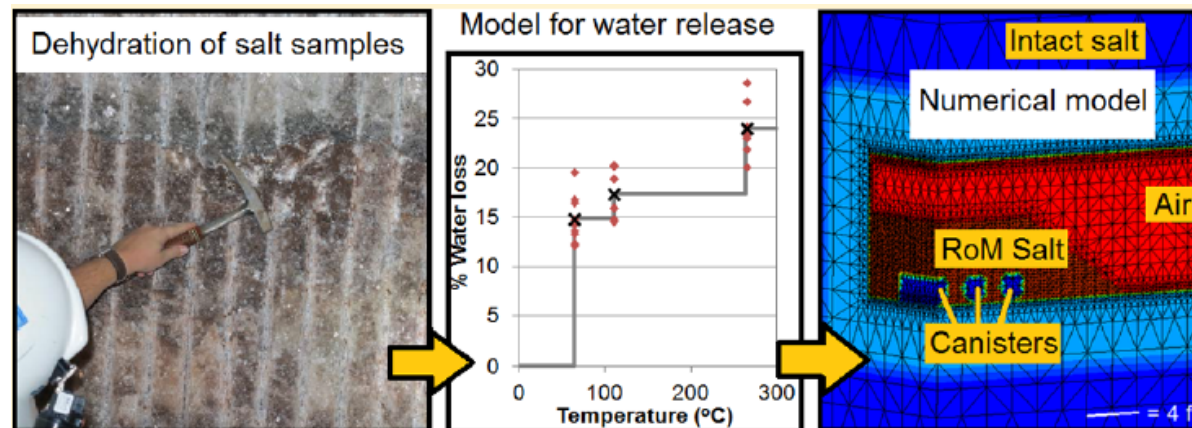 Dehydration of salt samples
Model for water release
% Water loss
30
25
20
15
10
5
0
0
100
200
300
Temperature (°C)
Intact salt
Numerical model
Air
RoM Salt
Canisters
= 4 f